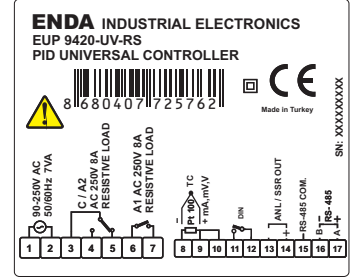 ENDA INDUSTRIAL ELECTRONICS
EUP 9420-UV-RS
PID UNIVERSAL CONTROLLER
8 680407 725762
CE
Made in Turkey
SN: XXXXXXXXX
90-250V AC
50/60Hz 7VA
C / A2
AC 250V 8A
RESISTIVE LOAD
A1 AC 250V 8A
RESISTIVE LOAD
TC
Pt 100
+ mA,mV,V
DIN
ANL / SSR OUT
RS-485 COM.
RS- 485
B
A
1 2 3 4 5 6 7
8 9 10 11 12 13 14 15 16 17